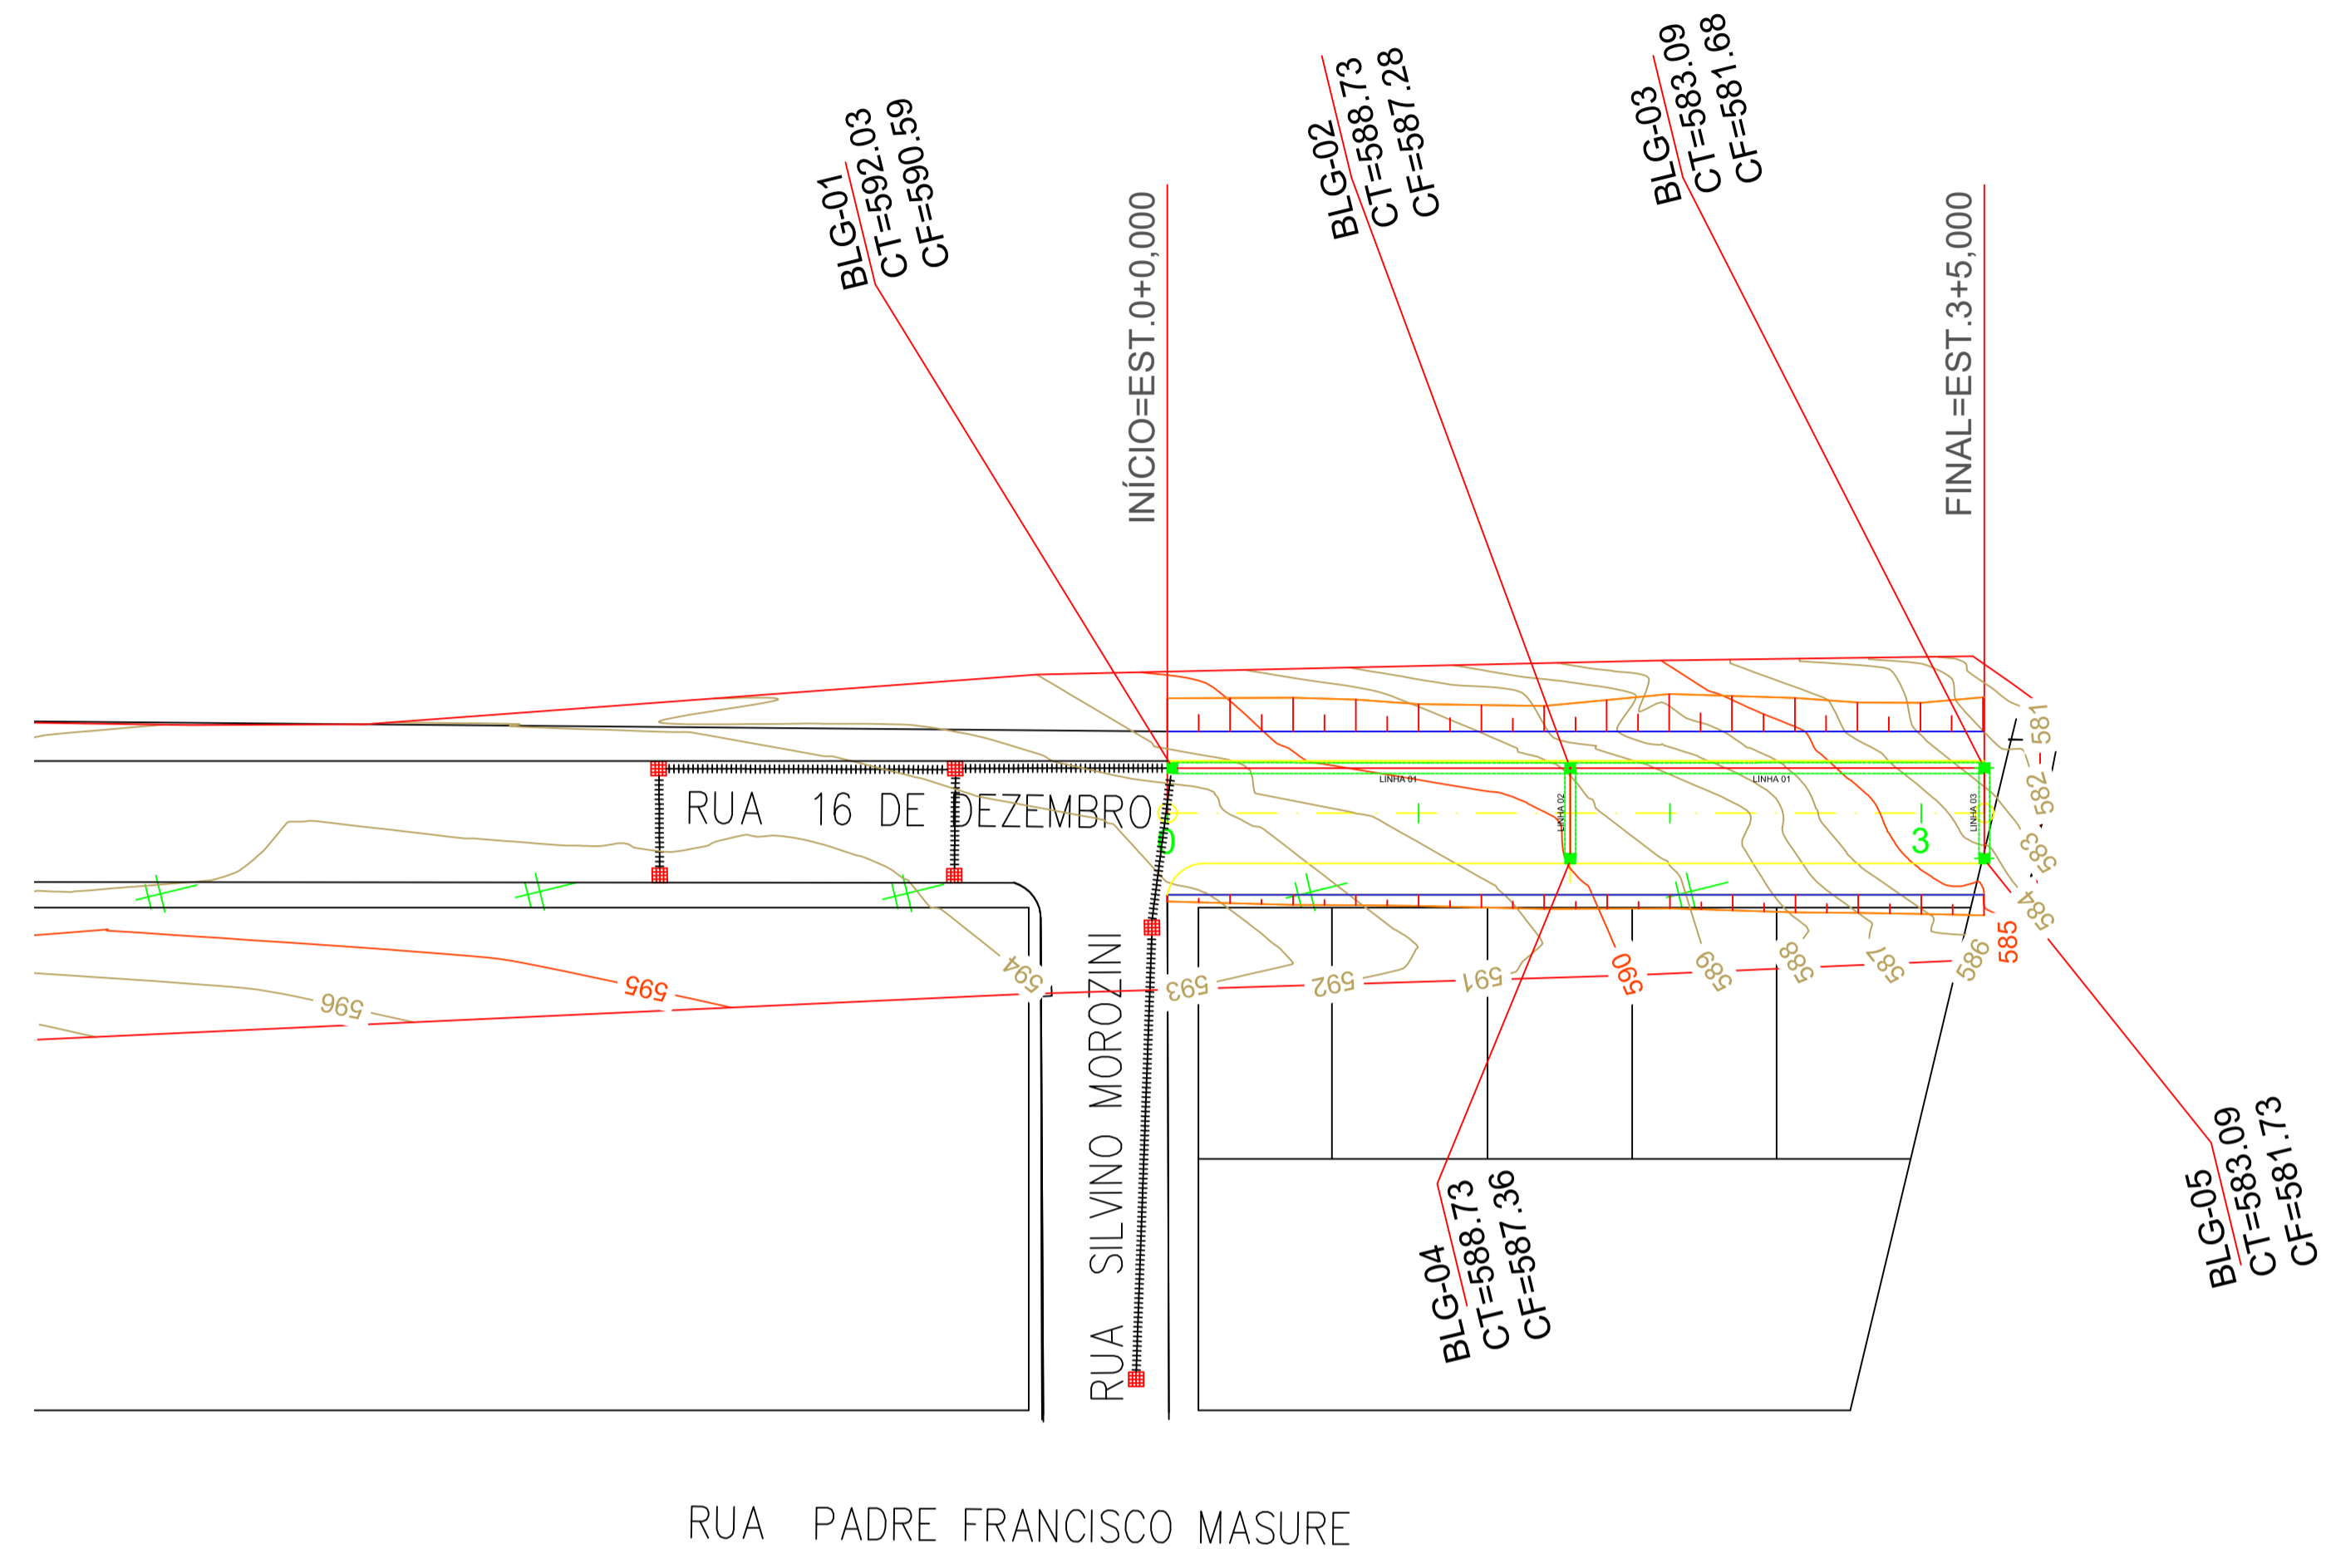 BLG-01
CT=592.03
CF=590.59
INÍCIO=EST.0+0,000
BLG-02
CT=588.73
CF=587.28
BLG-03
CT=583.09
CF=581.68
FINAL=EST.3+5,000
581
582
583
584
585
LINHA 01
LINHA 01
LINHA 02
LINHA 03
RUA 16 DE DEZEMBRO
0
3
596
595
594
593
592
591
590
589
588
587
586
RUA SILVINO MOROZINI
BLG-04
CT=588.73
CF=587.36
BLG-05
CT=583.09
CF=581.73
RUA PADRE FRANCISCO MASURE